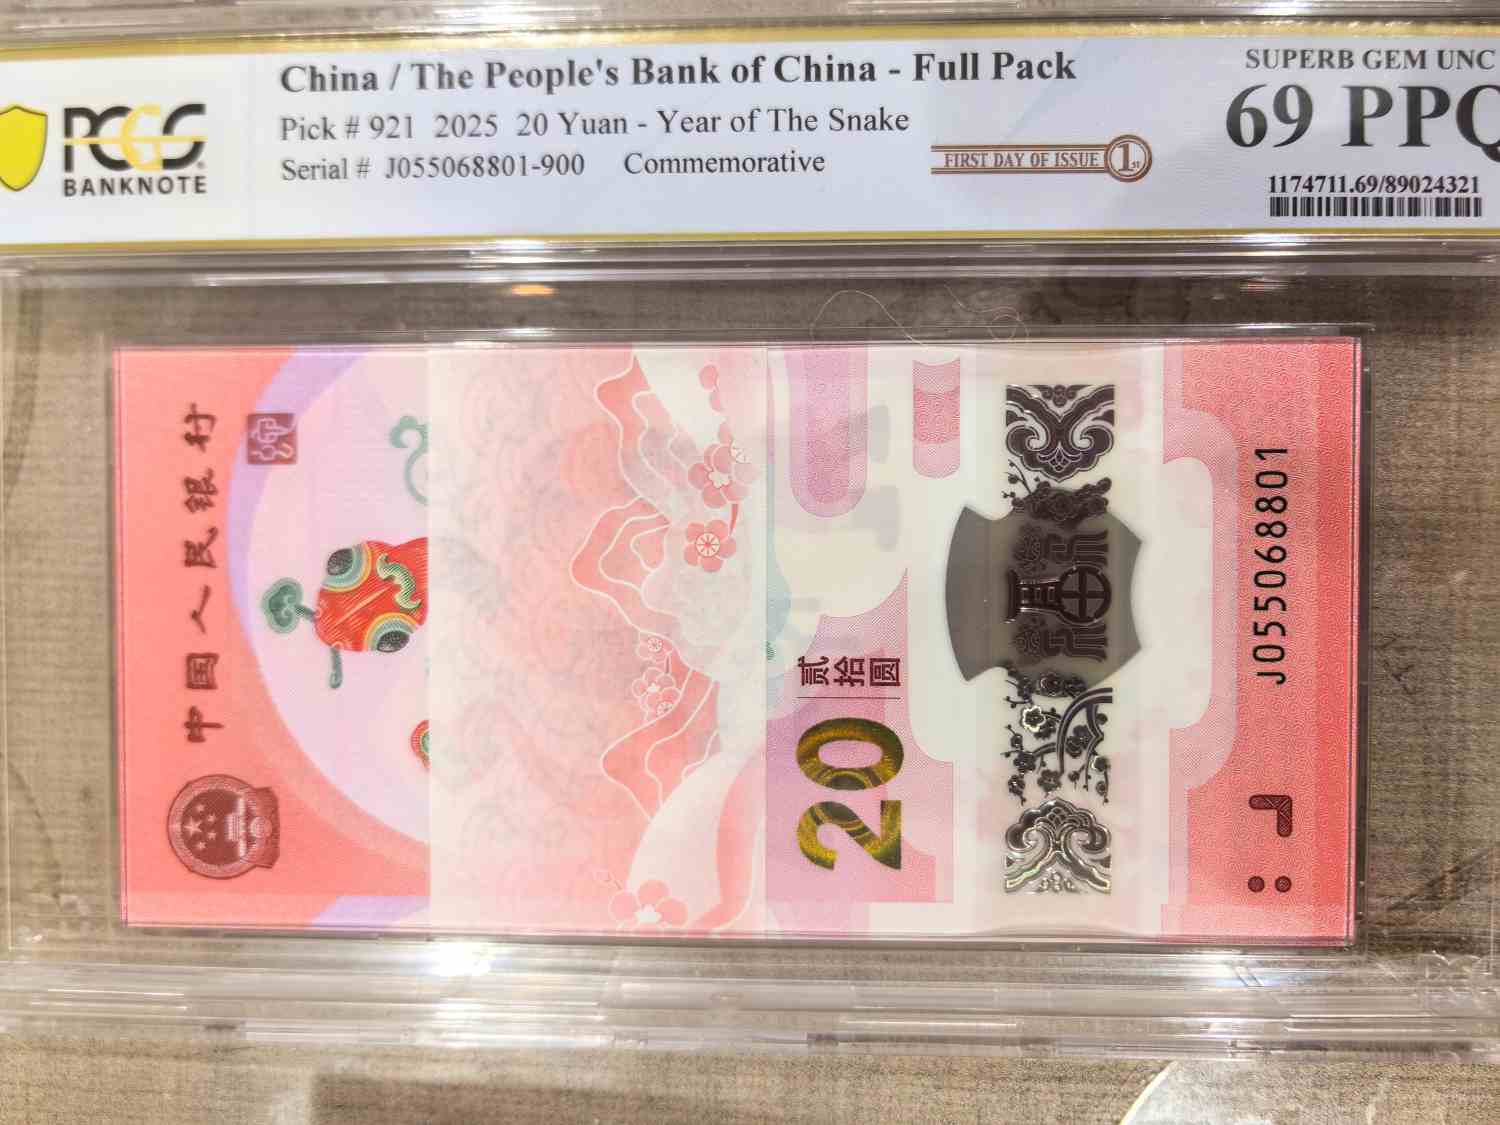 China / The People's Bank of China - Full Pack
Pick # 921 2025 20 Yuan - Year of The Snake
Serial # J055068801-900 Commemorative
FIRST DAY OF ISSUE 1st
SUPERB GEM UNC
69 PPQ
1174711.69/89024321
PCGS
BANKNOTE
中国人民银行
贰拾圆
20
J055068801